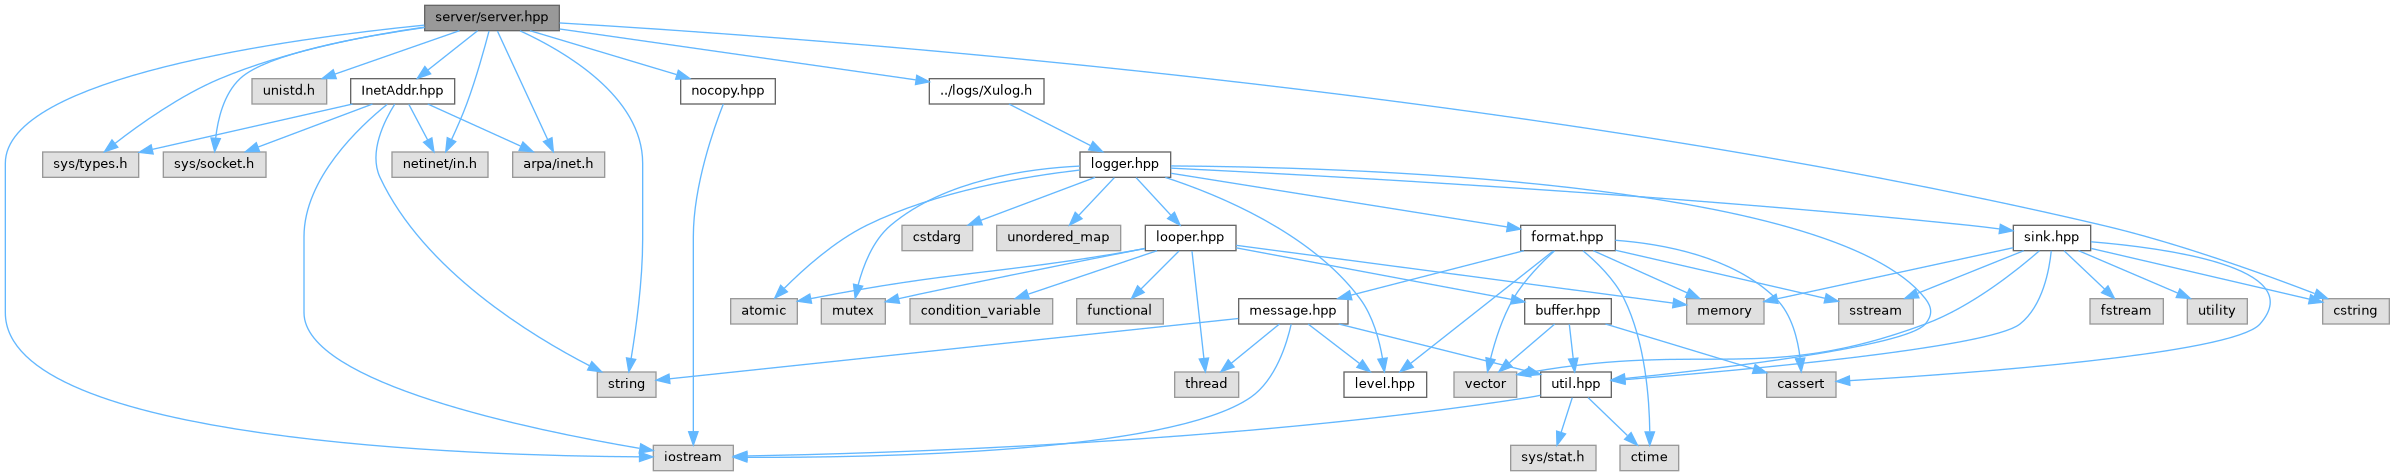 server/server.hpp
unistd.h
InetAddr.hpp
nocopy.hpp
../logs/Xulog.h
sys/types.h
sys/socket.h
netinet/in.h
arpa/inet.h
logger.hpp
cstdarg
unordered_map
looper.hpp
format.hpp
sink.hpp
atomic
mutex
condition_variable
functional
message.hpp
buffer.hpp
memory
sstream
fstream
utility
cstring
string
thread
level.hpp
vector
util.hpp
cassert
iostream
sys/stat.h
ctime